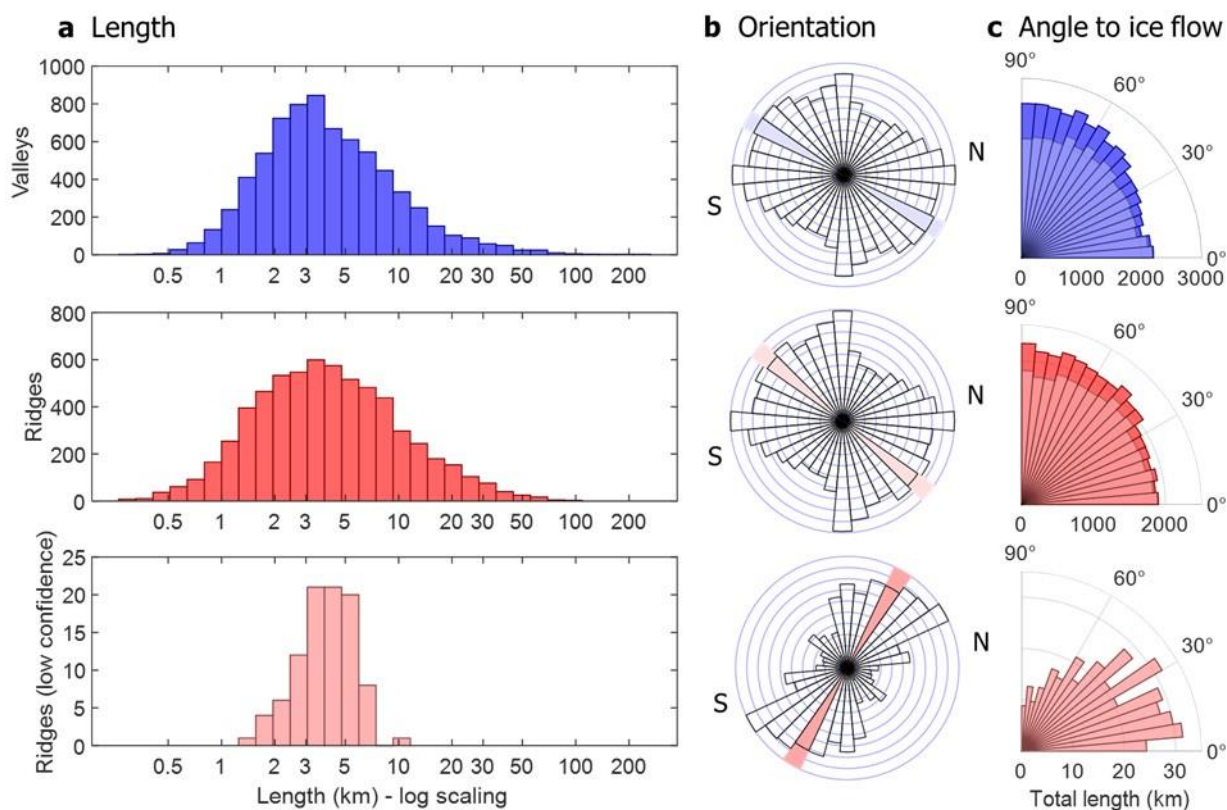 a Length
b Orientation
c Angle to ice flow
Valleys
1000
800
600
400
200
0
0.5 1 2 3 5 10 20 30 50 100 200
S
N
90°
60°
30°
0°
0 1000 2000 3000
Ridges
800
600
400
200
0
0.5 1 2 3 5 10 20 30 50 100 200
S
N
90°
60°
30°
0°
0 1000 2000
Ridges (low confidence)
25
20
15
10
5
0
0.5 1 2 3 5 10 20 30 50 100 200
Length (km) - log scaling
S
N
90°
60°
30°
0°
0 10 20 30
Total length (km)